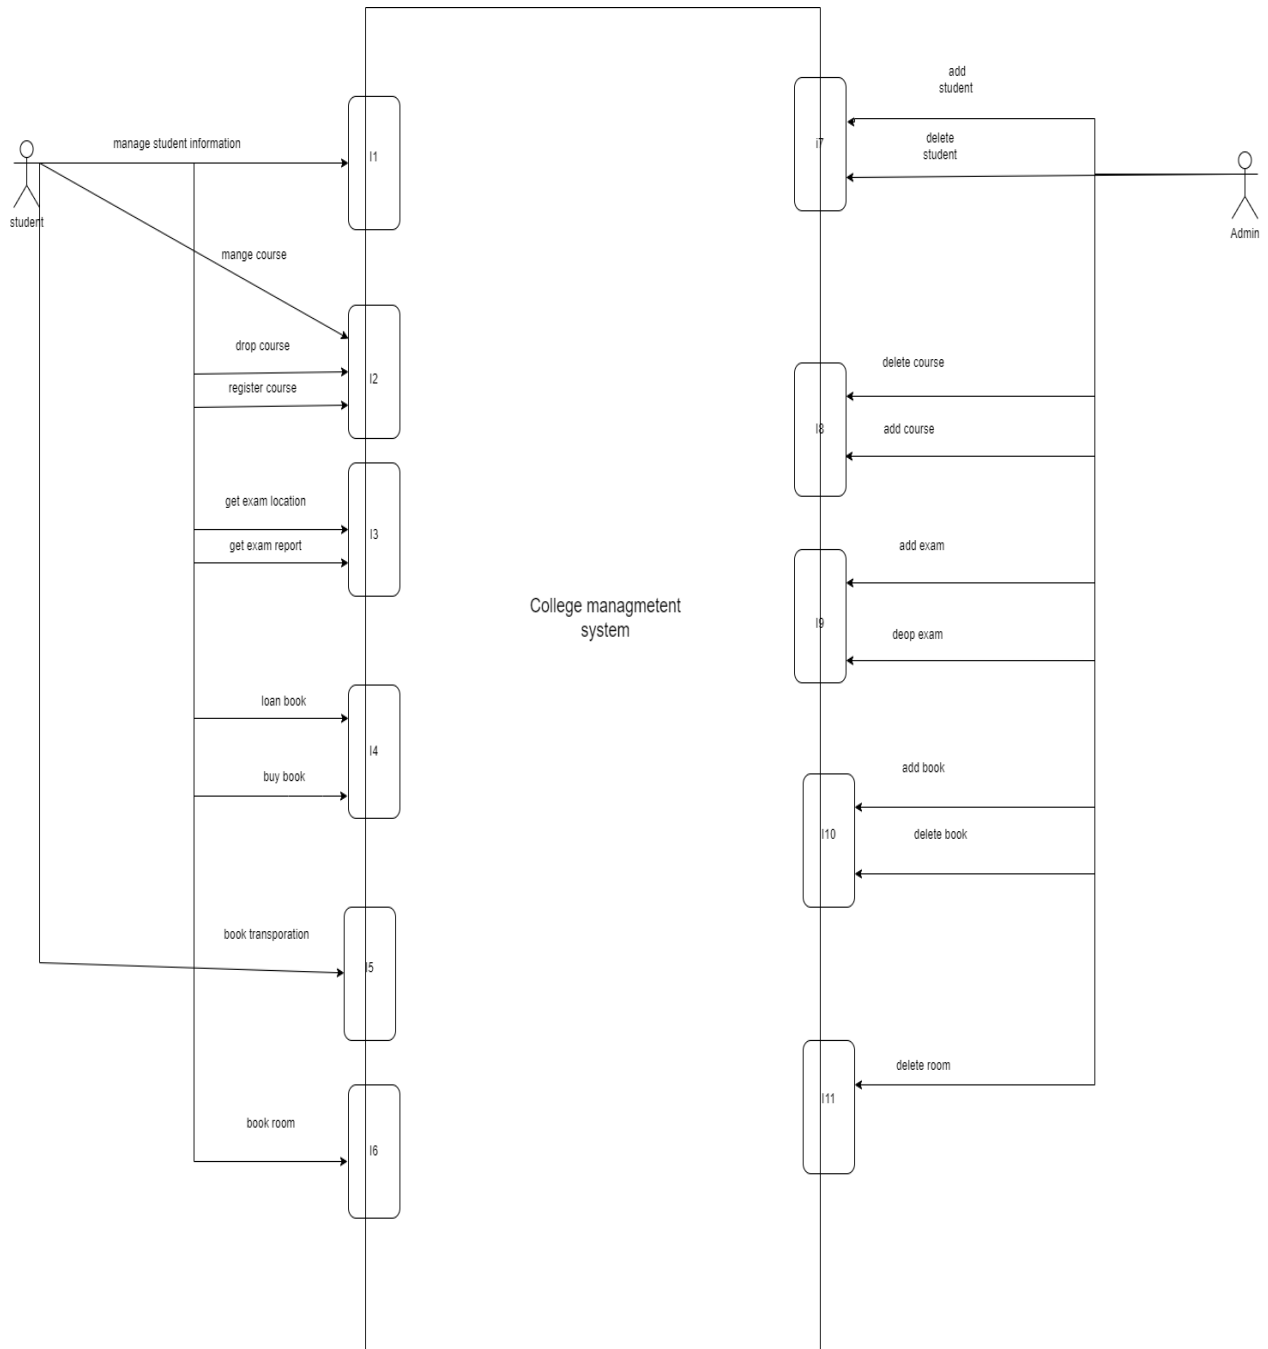 add
student
manage student information
delete
student
I1
i7
student
Admin
mange course
drop course
delete course
I2
register course
I8
add course
get exam location
I3
get exam report
add exam
College managmetent
system
I9
deop exam
loan book
I4
add book
buy book
I10
delete book
book transporation
I5
delete room
I11
book room
I6